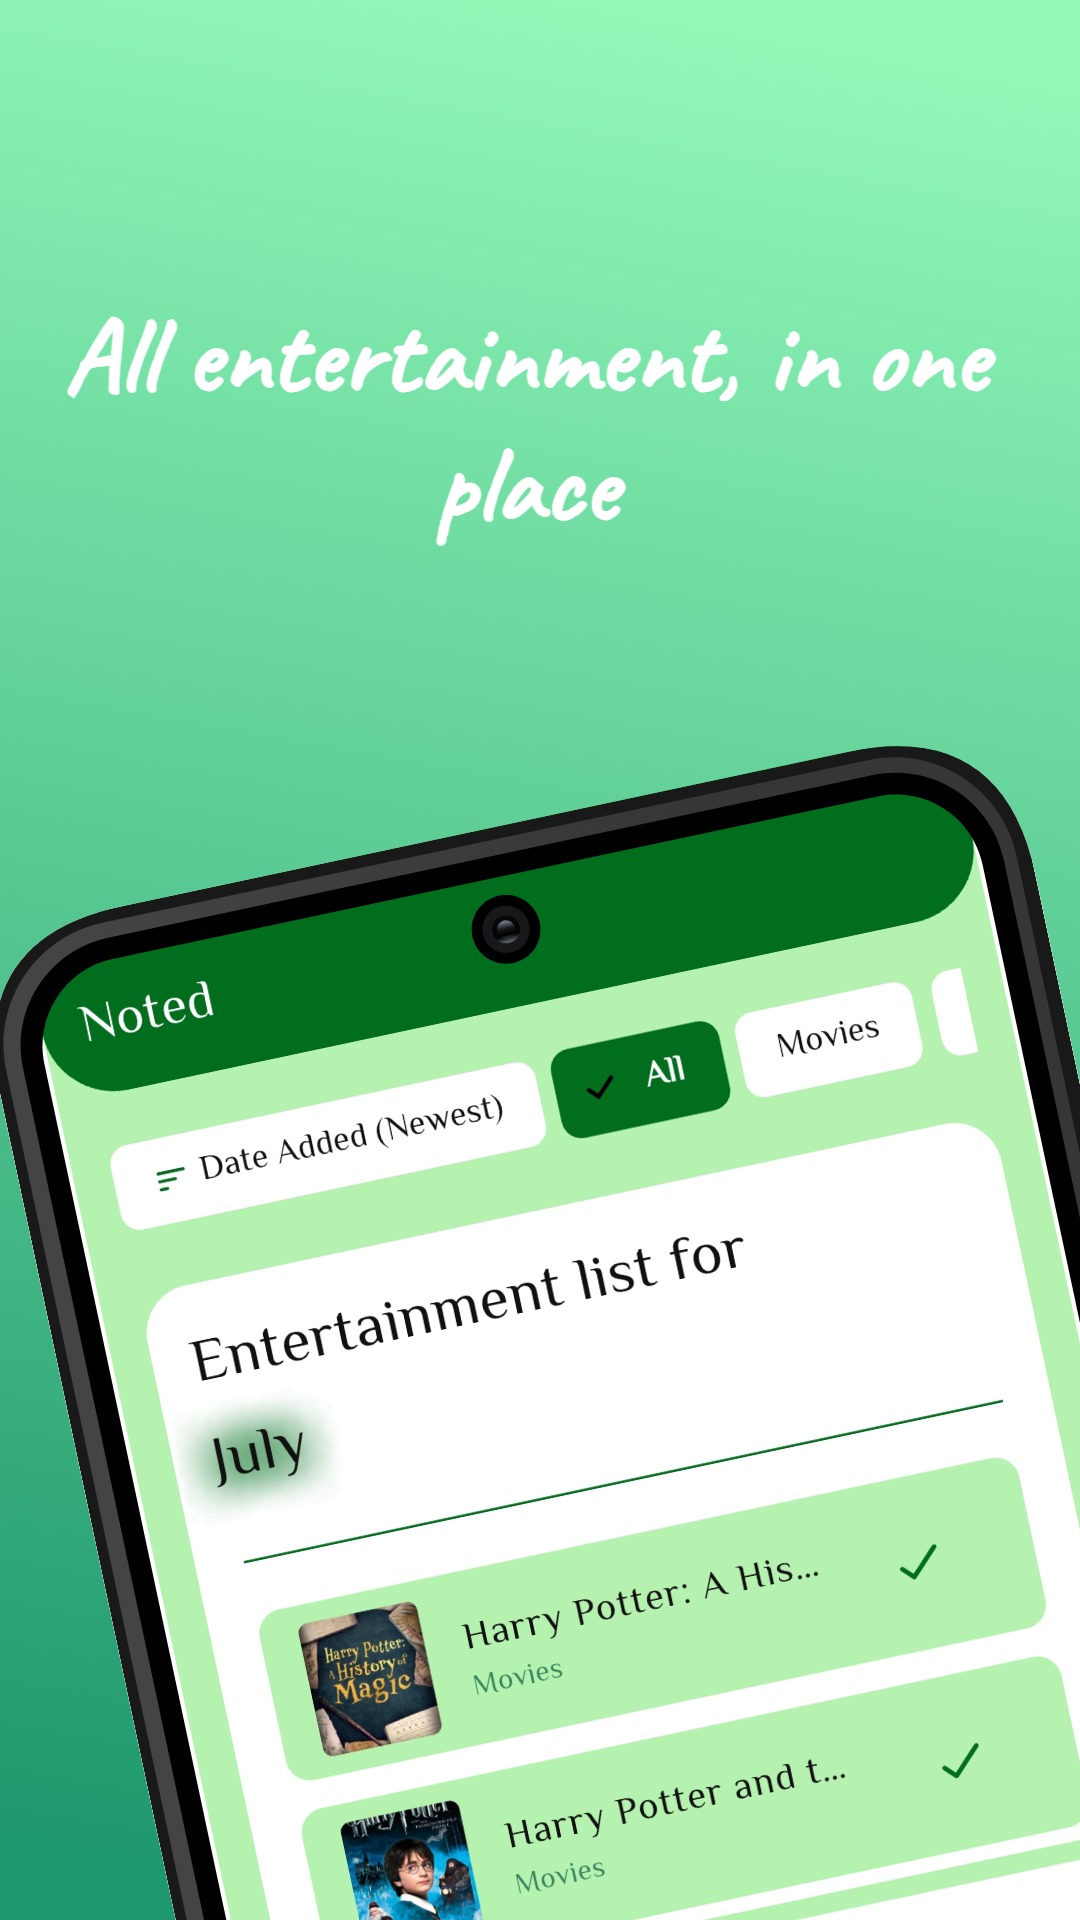 All entertainment, in one
place
Noted
Date Added (Newest)
All
Movies
Entertainment list for
July
Harry Potter: A His...
Movies
Harry Potter:
A History of
Magic
Harry Potter and t...
Movies
Harry Potter